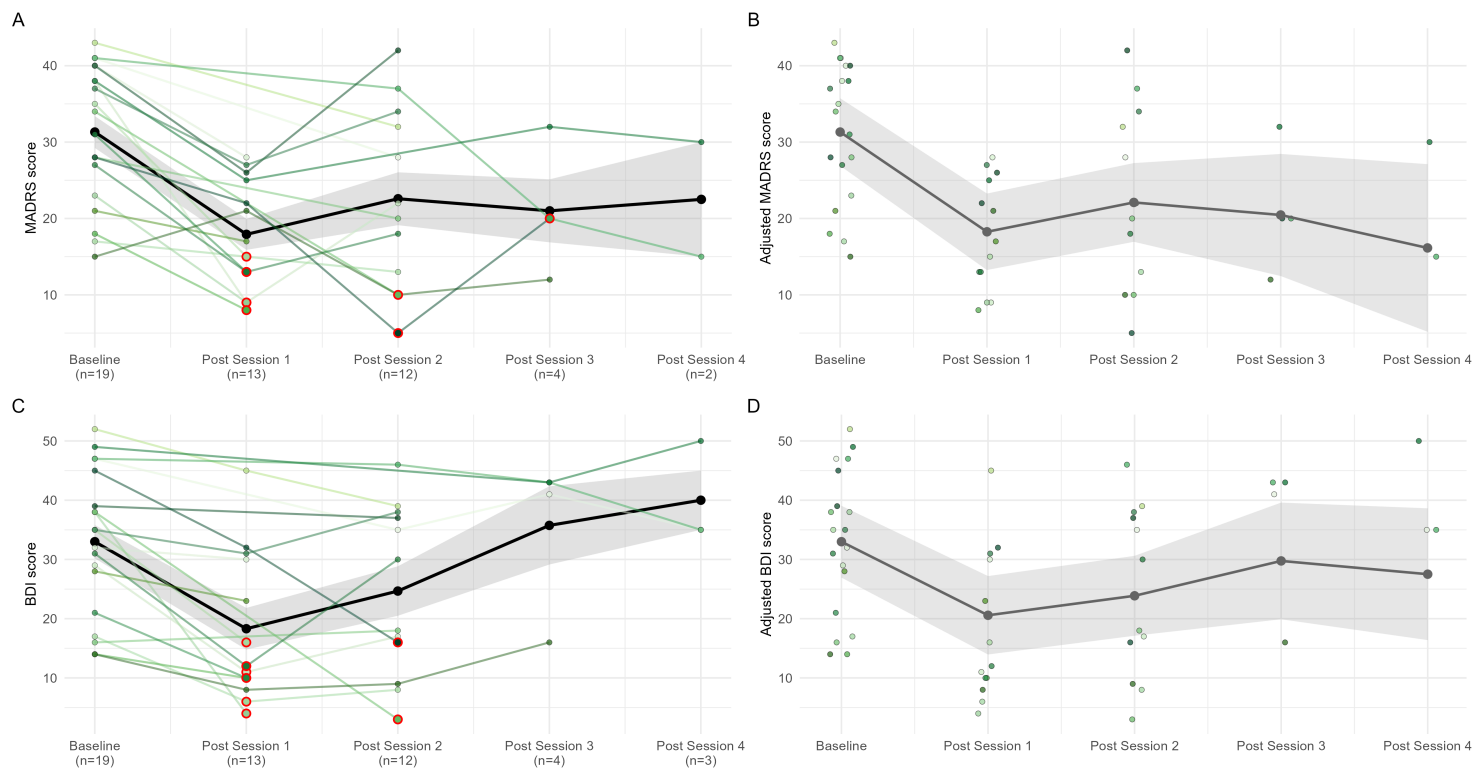 A
MADRS score
40
30
20
10
Baseline
(n=19)
Post Session 1
(n=13)
Post Session 2
(n=12)
Post Session 3
(n=4)
Post Session 4
(n=2)
B
Adjusted MADRS score
40
30
20
10
Baseline
Post Session 1
Post Session 2
Post Session 3
Post Session 4
C
BDI score
50
40
30
20
10
Baseline
(n=19)
Post Session 1
(n=13)
Post Session 2
(n=12)
Post Session 3
(n=4)
Post Session 4
(n=3)
D
Adjusted BDI score
50
40
30
20
10
Baseline
Post Session 1
Post Session 2
Post Session 3
Post Session 4